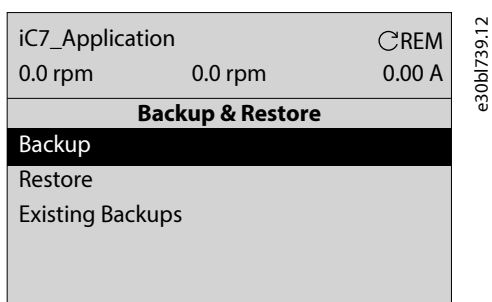 iC7_Application REM
0.0 rpm 0.0 rpm 0.00 A
Backup & Restore
Backup
Restore
Existing Backups
e30bl739.12